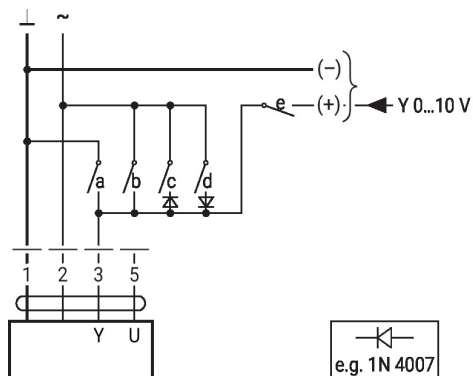 ⊥ ~
(–)
e (+) Y 0...10 V
a b c d
1 2 3 5
Y U
e.g. 1N 4007